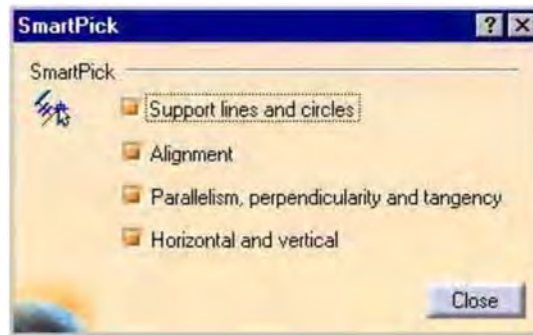 SmartPick
? X
SmartPick
Support lines and circles
Alignment
Parallelism, perpendicularity and tangency
Horizontal and vertical
Close